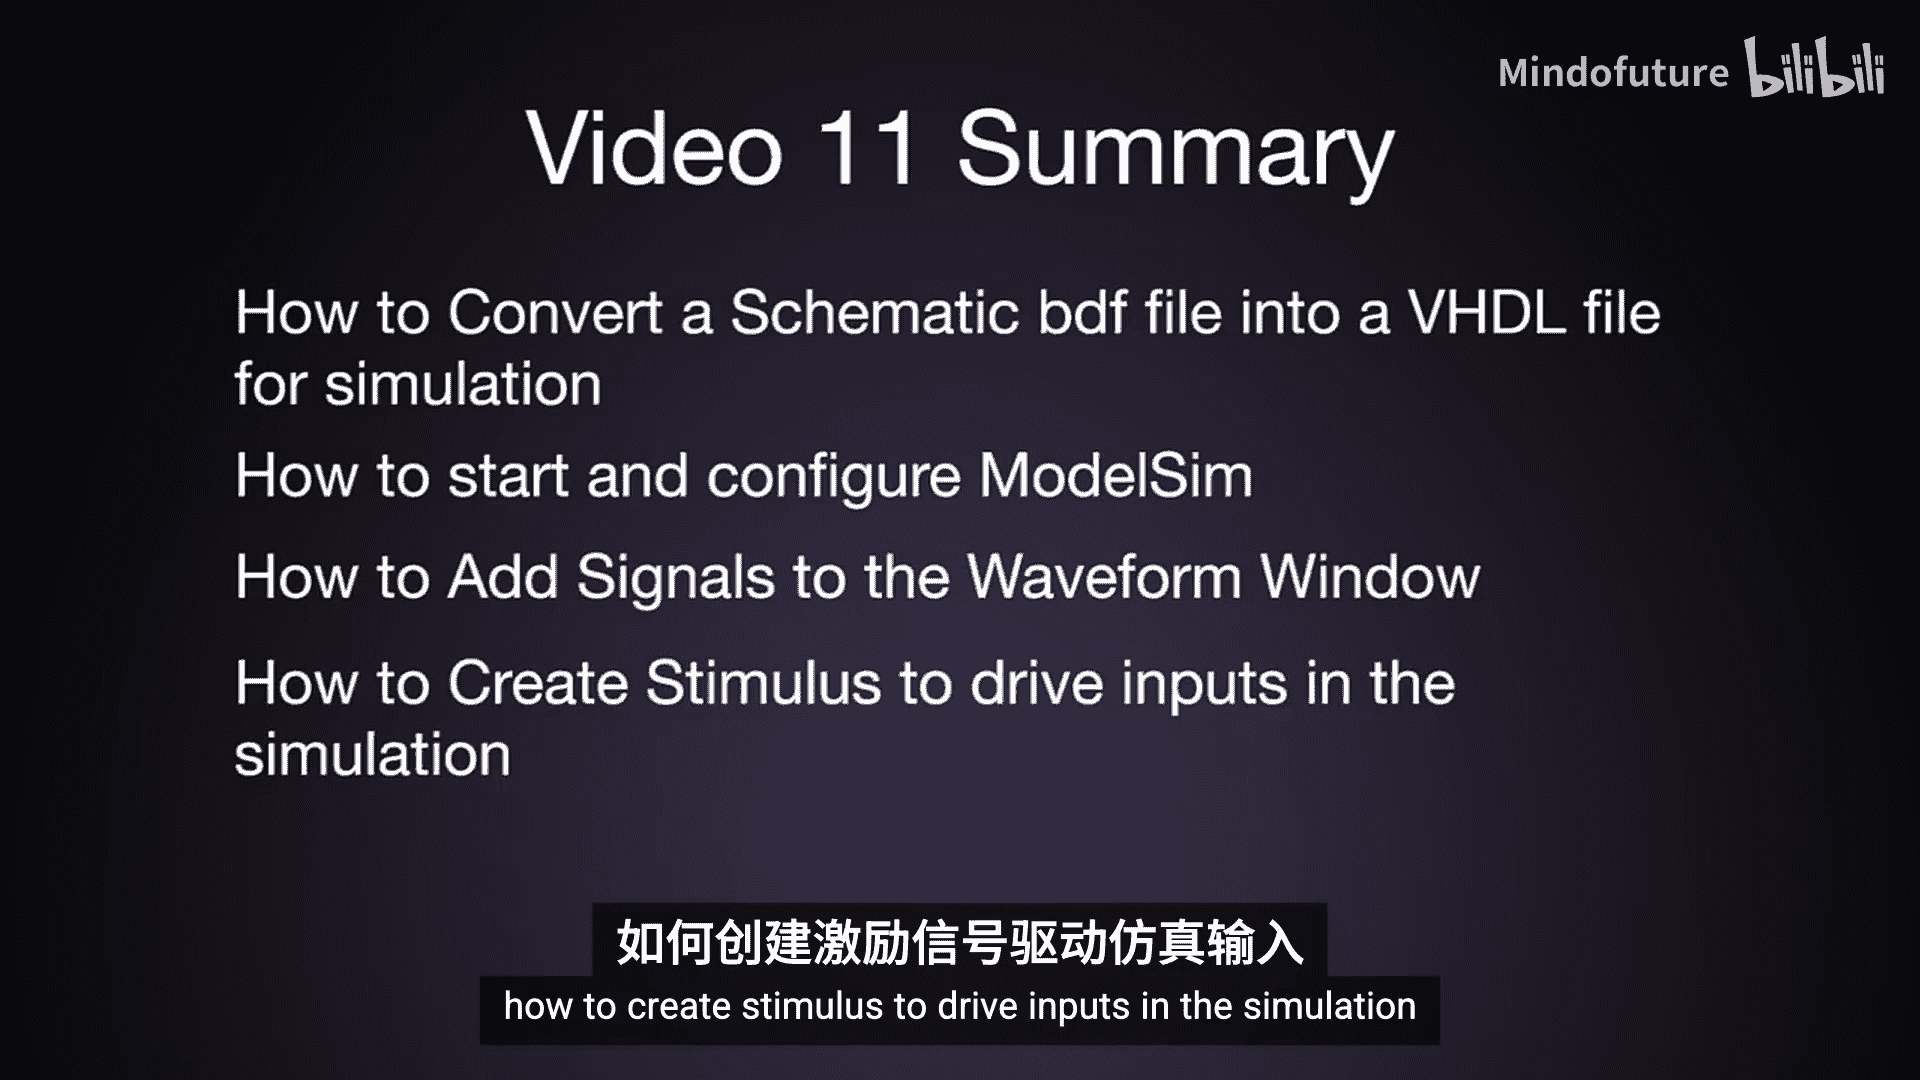 Mindofuture bilibili
Video 11 Summary
How to Convert a Schematic bdf file into a VHDL file
for simulation
How to start and configure ModelSim
How to Add Signals to the Waveform Window
How to Create Stimulus to drive inputs in the
simulation
如何创建激励信号驱动仿真输入
how to create stimulus to drive inputs in the simulation